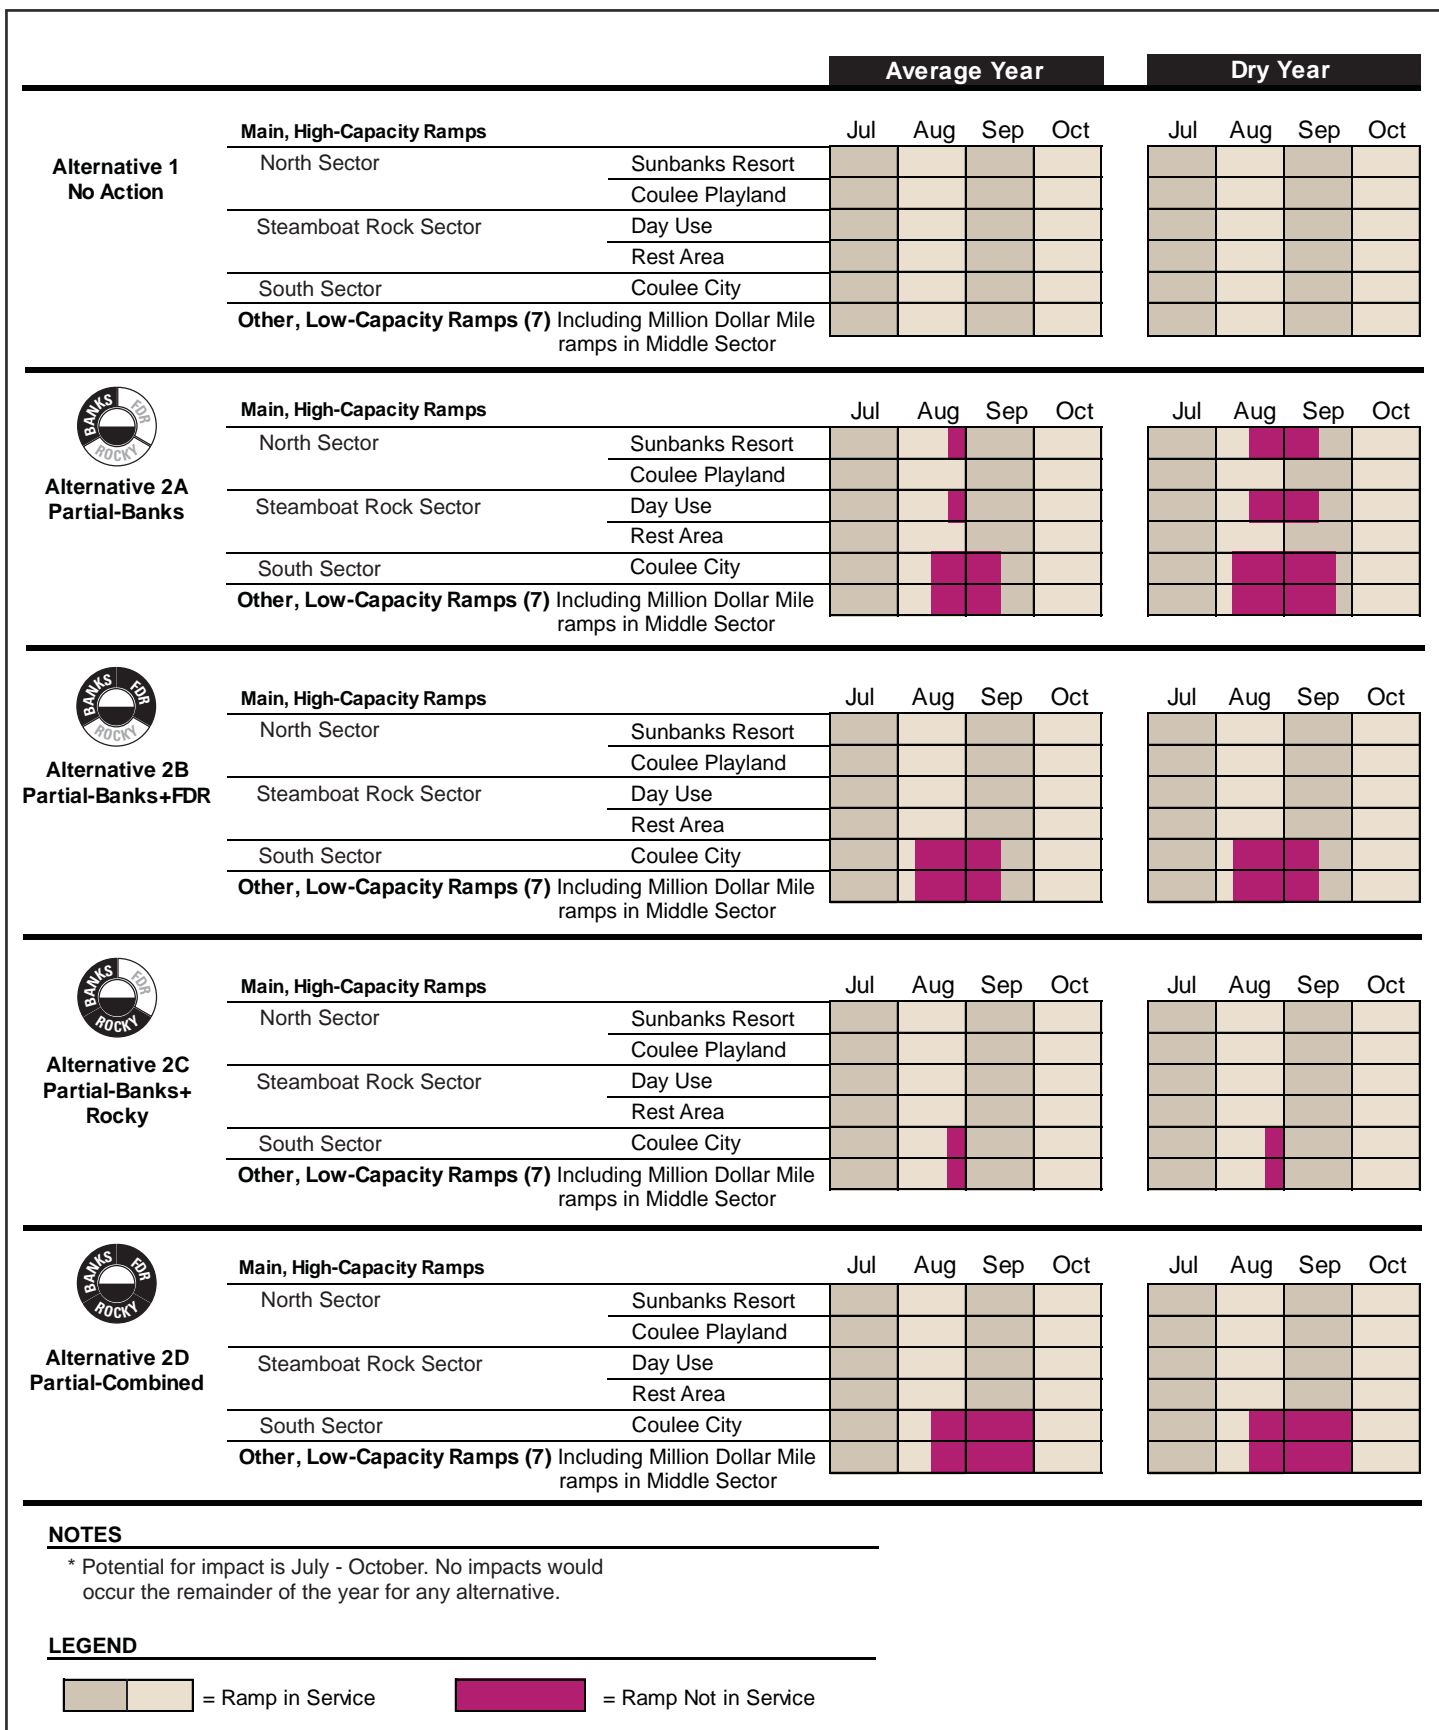 Average Year Dry Year
Main, High-Capacity Ramps Jul Aug Sep Oct Jul Aug Sep Oct
Alternative 1
No Action
North Sector Sunbanks Resort
Coulee Playland
Steamboat Rock Sector Day Use
Rest Area
South Sector Coulee City
Other, Low-Capacity Ramps (7) Including Million Dollar Mile
ramps in Middle Sector
BANKS FDR ROCKY
Alternative 2A
Partial-Banks
Main, High-Capacity Ramps Jul Aug Sep Oct Jul Aug Sep Oct
North Sector Sunbanks Resort
Coulee Playland
Steamboat Rock Sector Day Use
Rest Area
South Sector Coulee City
Other, Low-Capacity Ramps (7) Including Million Dollar Mile
ramps in Middle Sector
BANKS FDR ROCKY
Alternative 2B
Partial-Banks+FDR
Main, High-Capacity Ramps Jul Aug Sep Oct Jul Aug Sep Oct
North Sector Sunbanks Resort
Coulee Playland
Steamboat Rock Sector Day Use
Rest Area
South Sector Coulee City
Other, Low-Capacity Ramps (7) Including Million Dollar Mile
ramps in Middle Sector
BANKS FDR ROCKY
Alternative 2C
Partial-Banks+
Rocky
Main, High-Capacity Ramps Jul Aug Sep Oct Jul Aug Sep Oct
North Sector Sunbanks Resort
Coulee Playland
Steamboat Rock Sector Day Use
Rest Area
South Sector Coulee City
Other, Low-Capacity Ramps (7) Including Million Dollar Mile
ramps in Middle Sector
BANKS FDR ROCKY
Alternative 2D
Partial-Combined
Main, High-Capacity Ramps Jul Aug Sep Oct Jul Aug Sep Oct
North Sector Sunbanks Resort
Coulee Playland
Steamboat Rock Sector Day Use
Rest Area
South Sector Coulee City
Other, Low-Capacity Ramps (7) Including Million Dollar Mile
ramps in Middle Sector
NOTES
* Potential for impact is July - October. No impacts would
occur the remainder of the year for any alternative.
LEGEND
= Ramp in Service = Ramp Not in Service